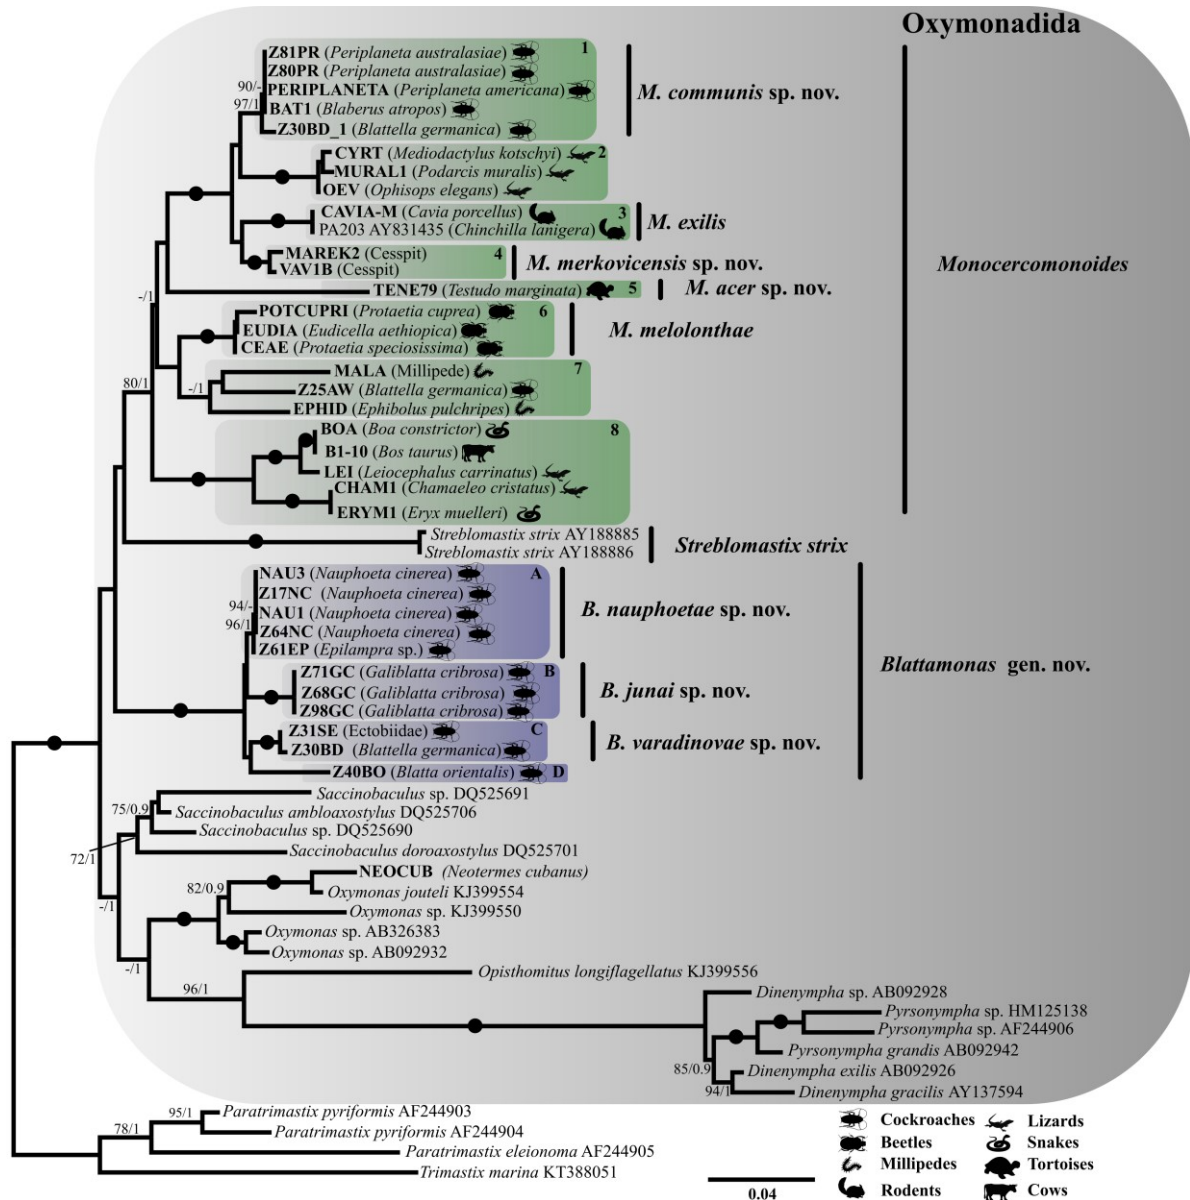 Oxymonadida
Z81PR (Periplaneta australasiae) 1
Z80PR (Periplaneta australasiae)
90/-
PERIPLANETA (Periplaneta americana)
M. communis sp. nov.
97/1
BAT1 (Blaberus atropos)
Z30BD_1 (Blattella germanica)
CYRT (Mediodactylus kotschyi) 2
MURAL1 (Podarcis muralis)
OEV (Ophisops elegans)
CAVIA-M (Cavia porcellus) 3
M. exilis
PA203 AY831435 (Chinchilla lanigera)
MAREK2 (Cesspit) 4
M. merkovicensis sp. nov.
Monocercomonoides
VAV1B (Cesspit)
TENE79 (Testudo marginata) 5
M. acer sp. nov.
-/1
POTCUPRI (Protaetia cuprea) 6
EUDIA (Eudicella aethiopica)
M. melolonthae
CEAE (Protaetia speciosissima)
MALA (Millipede) 7
80/1
-/1
Z25AW (Blattella germanica)
EPHID (Ephibolus pulchripes)
BOA (Boa constrictor) 8
B1-10 (Bos taurus)
LEI (Leiocephalus carrinatus)
CHAM1 (Chamaeleo cristatus)
ERYM1 (Eryx muelleri)
Streblomastix strix AY188885
Streblomastix strix
Streblomastix strix AY188886
NAU3 (Nauphoeta cinerea) A
Z17NC (Nauphoeta cinerea)
94/-
NAU1 (Nauphoeta cinerea)
B. nauphoetae sp. nov.
96/1
Z64NC (Nauphoeta cinerea)
Z61EP (Epilampra sp.)
Blattamonas gen. nov.
Z71GC (Galiblatta cribrosa) B
Z68GC (Galiblatta cribrosa)
B. junai sp. nov.
Z98GC (Galiblatta cribrosa)
Z31SE (Ectobiidae) C
Z30BD (Blattella germanica)
B. varadinovae sp. nov.
Z40BO (Blatta orientalis) D
Saccinobaculus sp. DQ525691
75/0.9
Saccinobaculus ambloaxostylus DQ525706
Saccinobaculus sp. DQ525690
72/1
Saccinobaculus doroaxostylus DQ525701
NEOCUB (Neotermes cubanus)
82/0.9
Oxymonas jouteli KJ399554
-/1
Oxymonas sp. KJ399550
Oxymonas sp. AB326383
Oxymonas sp. AB092932
-/1
Opisthomitus longiflagellatus KJ399556
96/1
Dinenympha sp. AB092928
Pyrsonympha sp. HM125138
Pyrsonympha sp. AF244906
Pyrsonympha grandis AB092942
85/0.9
Dinenympha exilis AB092926
94/1
Dinenympha gracilis AY137594
95/1
Paratrimastix pyriformis AF244903
78/1
Paratrimastix pyriformis AF244904
Paratrimastix eleionoma AF244905
Trimastix marina KT388051
Cockroaches Lizards
Beetles Snakes
Millipedes Tortoises
Rodents Cows
0.04